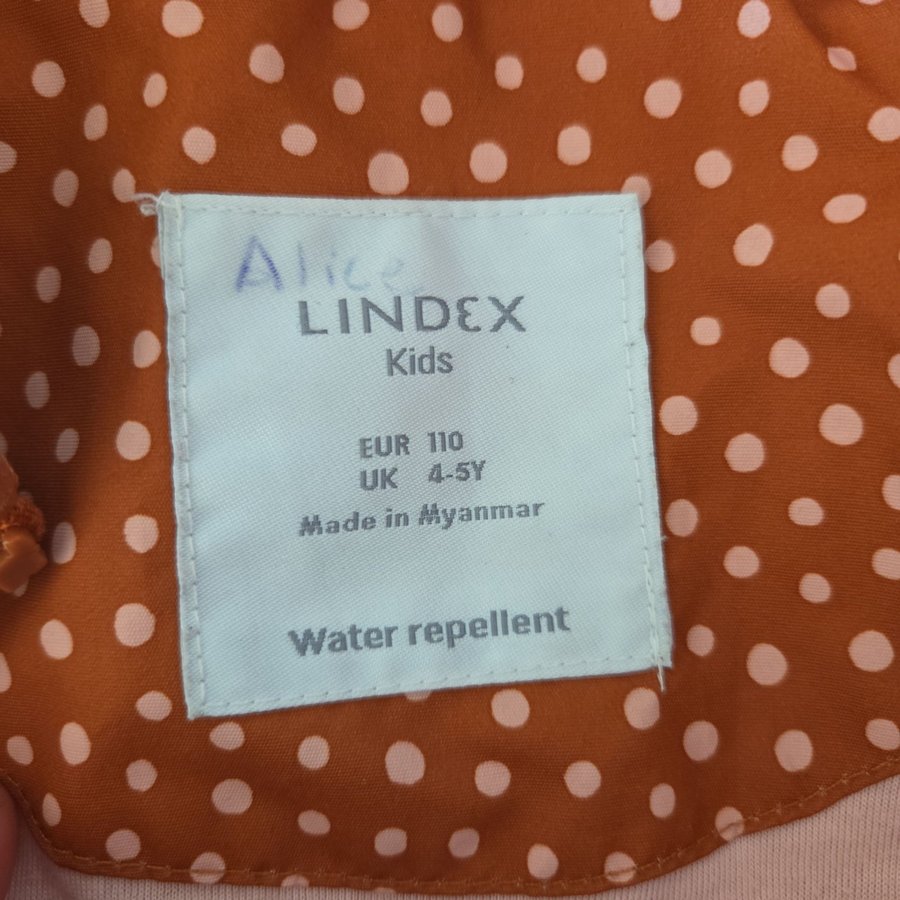 Alice
LINDEX
Kids
EUR 110
UK 4-5Y
Made in Myanmar
Water repellent